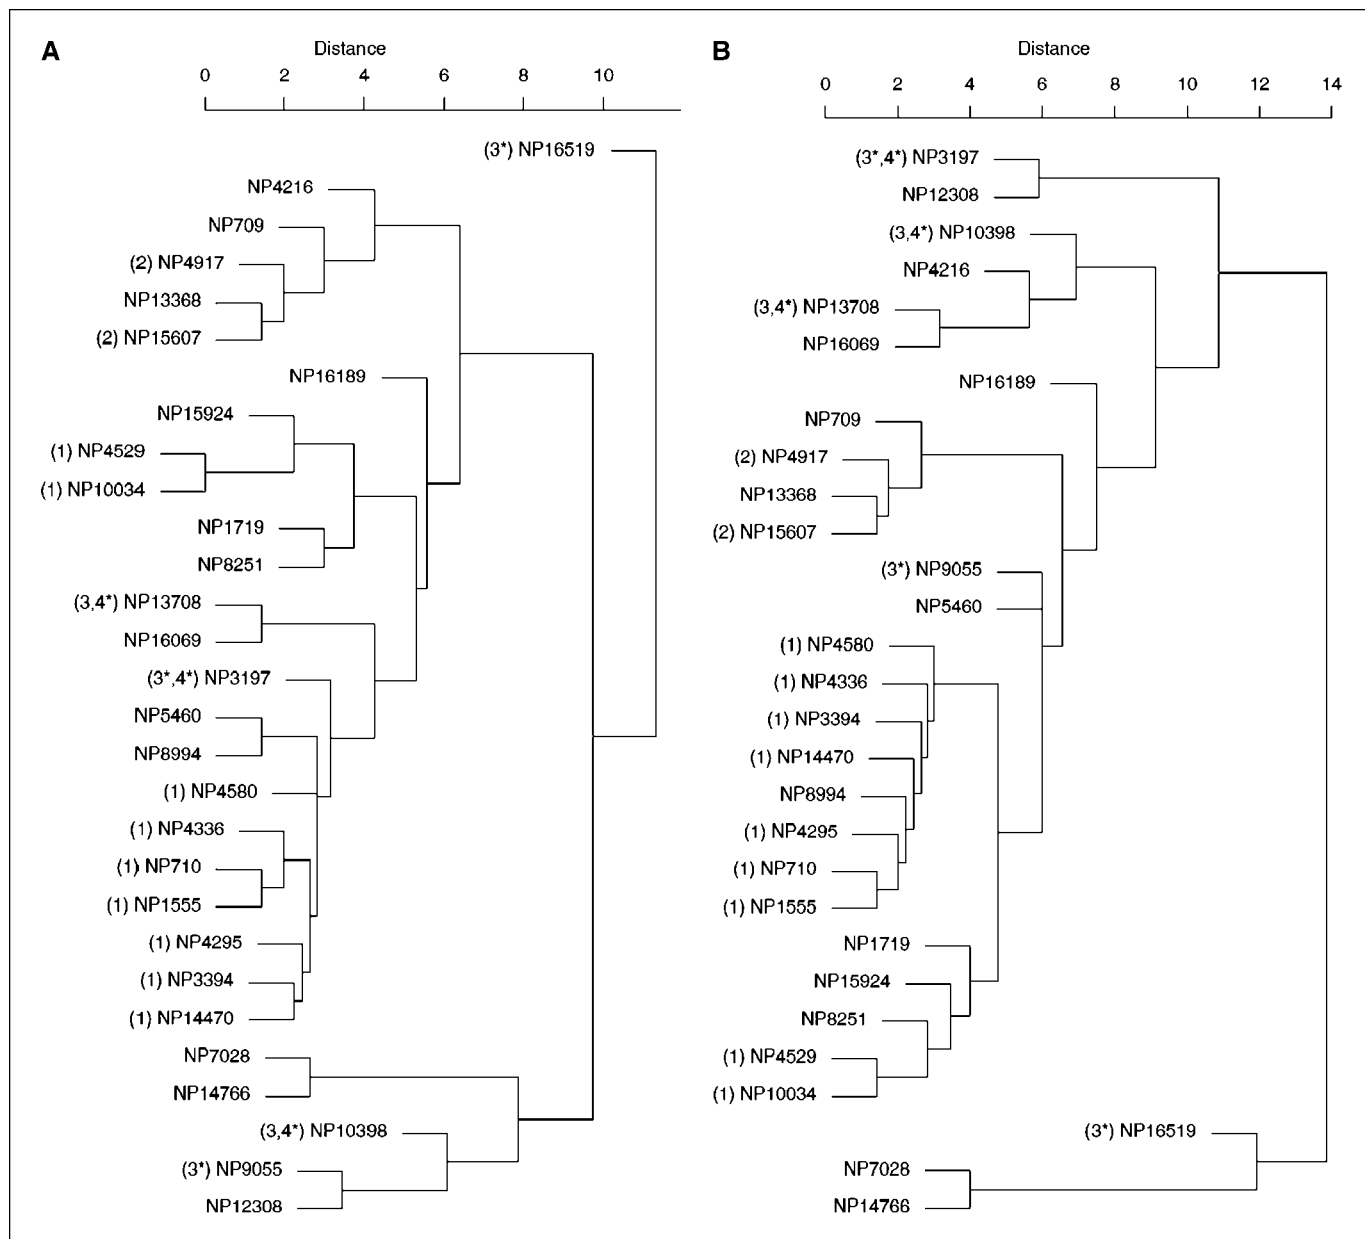 A
Distance
0 2 4 6 8 10
(3*) NP16519
NP4216
NP709
(2) NP4917
NP13368
(2) NP15607
NP16189
NP15924
(1) NP4529
(1) NP10034
NP1719
NP8251
(3,4*) NP13708
NP16069
(3*,4*) NP3197
NP5460
NP8994
(1) NP4580
(1) NP4336
(1) NP710
(1) NP1555
(1) NP4295
(1) NP3394
(1) NP14470
NP7028
NP14766
(3,4*) NP10398
(3*) NP9055
NP12308
B
Distance
0 2 4 6 8 10 12 14
(3*,4*) NP3197
NP12308
(3,4*) NP10398
NP4216
(3,4*) NP13708
NP16069
NP16189
NP709
(2) NP4917
NP13368
(2) NP15607
(3*) NP9055
NP5460
(1) NP4580
(1) NP4336
(1) NP3394
(1) NP14470
NP8994
(1) NP4295
(1) NP710
(1) NP1555
NP1719
NP15924
NP8251
(1) NP4529
(1) NP10034
(3*) NP16519
NP7028
NP14766